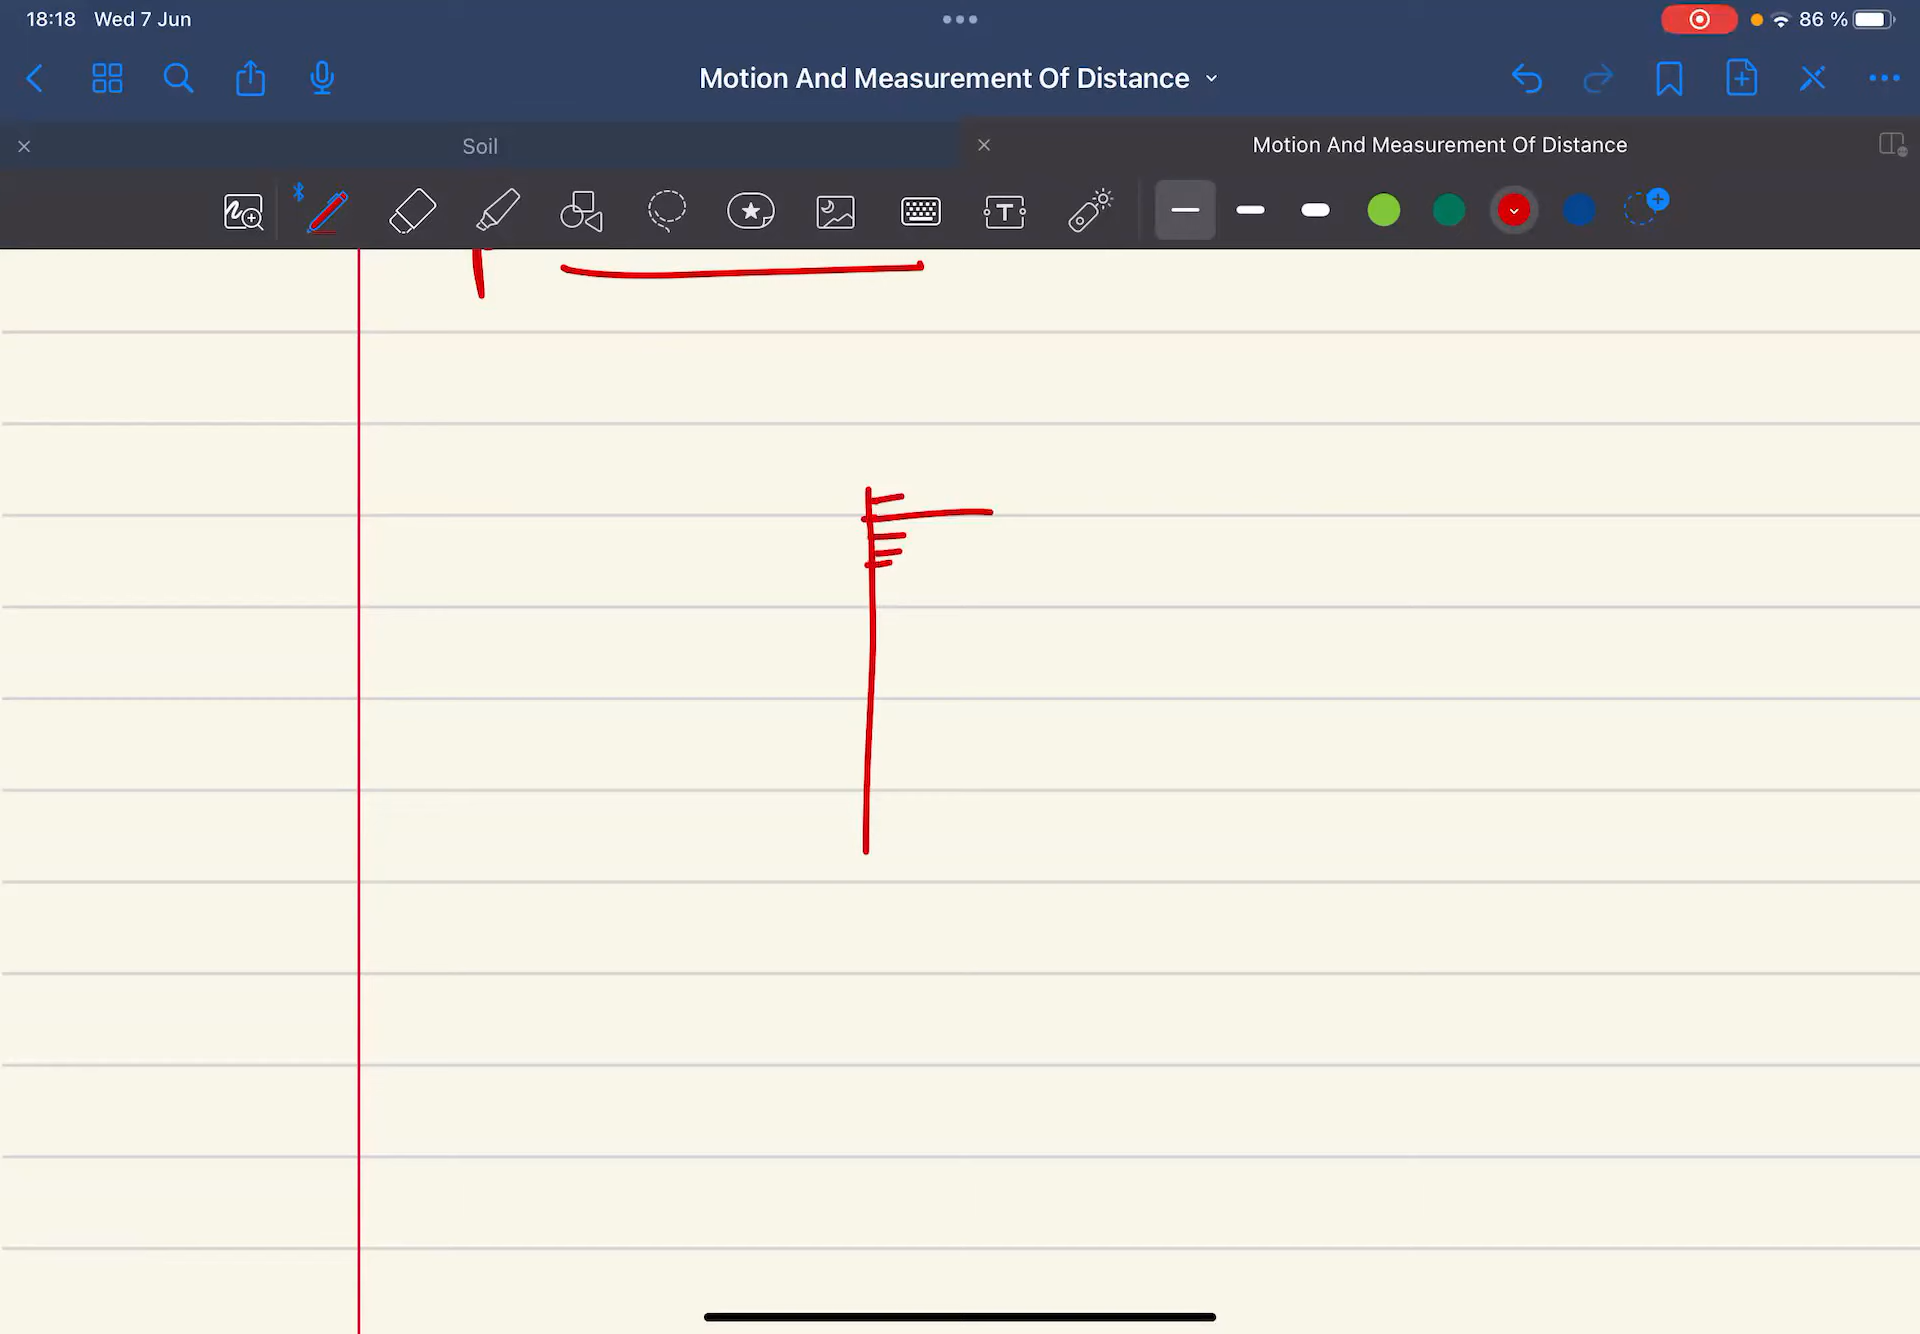 18:18 Wed 7 Jun
86 %
Motion And Measurement Of Distance
Soil
Motion And Measurement Of Distance
T